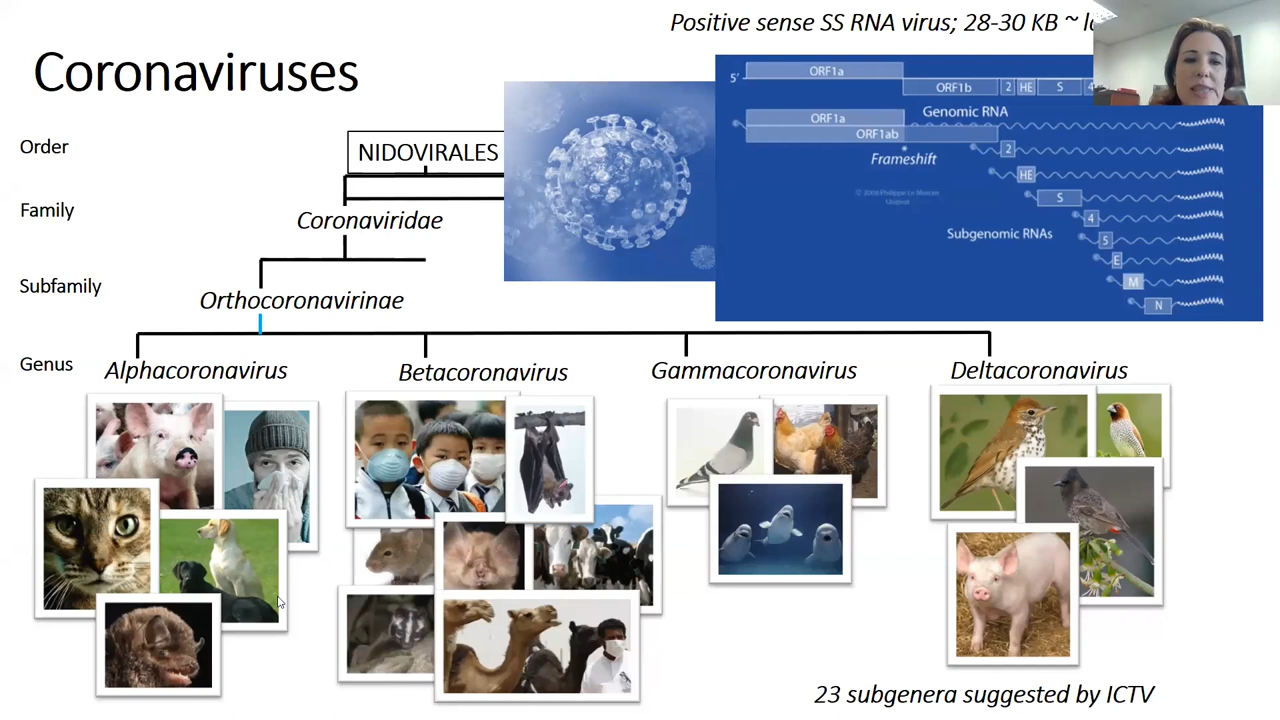 Positive sense SS RNA virus; 28-30 KB ~
Coronaviruses
5'
ORF1a
ORF1b
2
HE
S
4
Genomic RNA
ORF1a
ORF1ab
Frameshift
2
HE
S
4
5
E
M
N
Subgenomic RNAs
Order
NIDOVIRALES
Family
Coronaviridae
Subfamily
Orthocoronavirinae
Genus
Alphacoronavirus
Betacoronavirus
Gammacoronavirus
Deltacoronavirus
23 subgenera suggested by ICTV